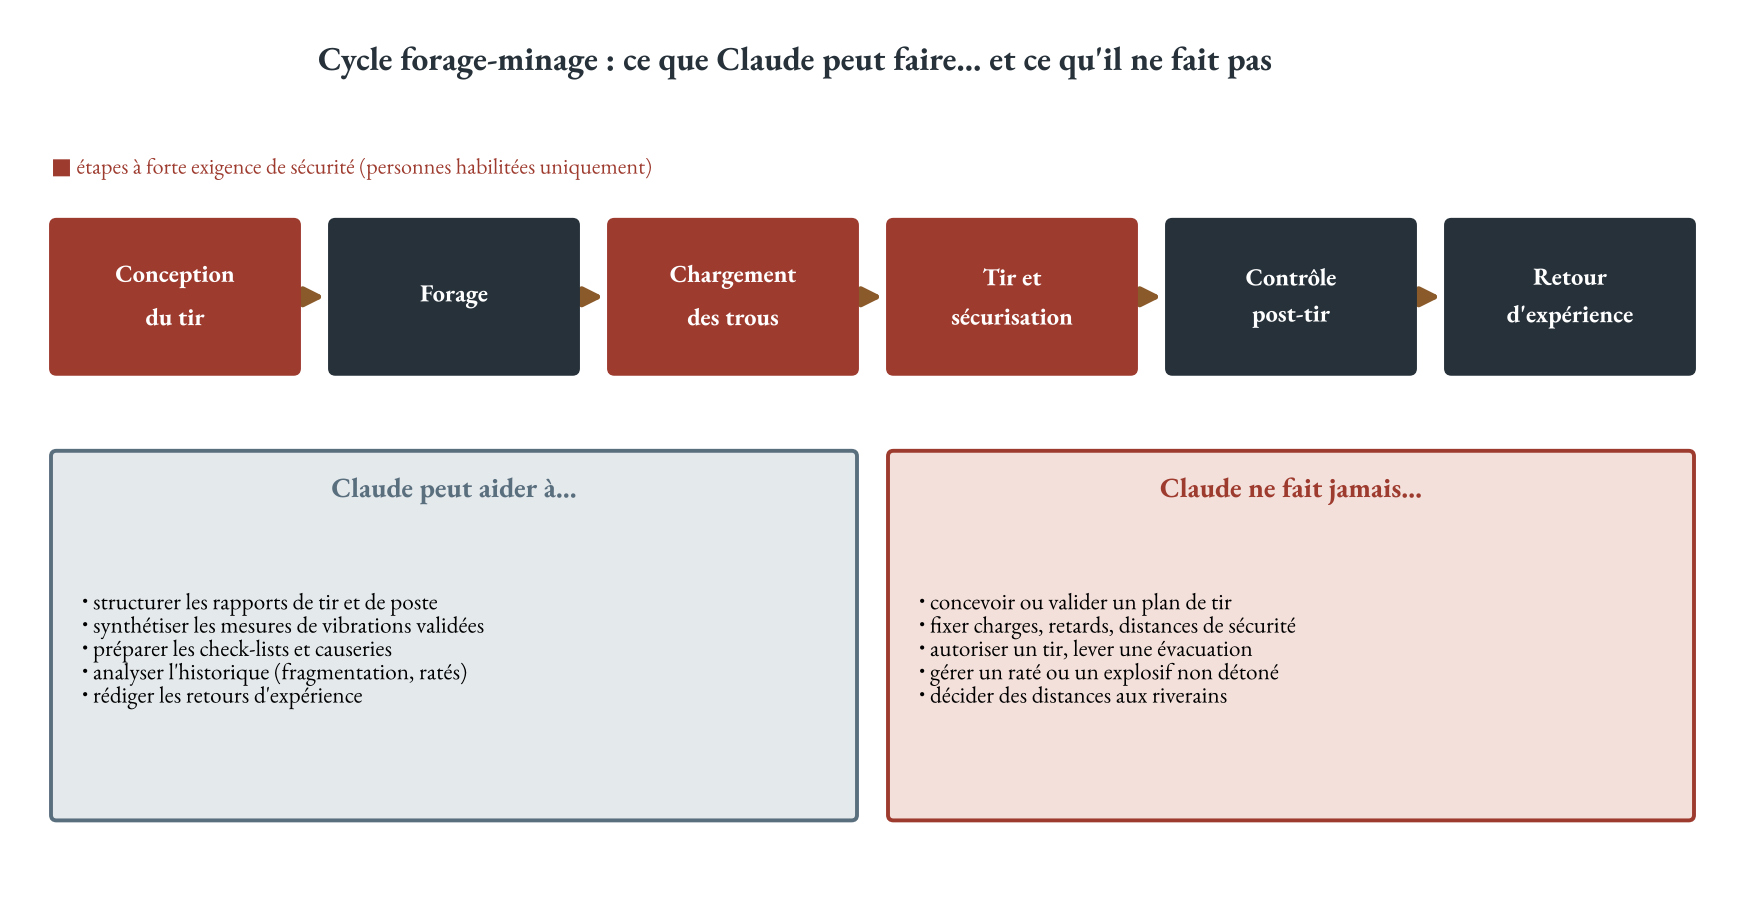 Cycle forage-minage : ce que Claude peut faire... et ce qu'il ne fait pas
étapes à forte exigence de sécurité (personnes habilitées uniquement)
Conception
du tir
Forage
Chargement
des trous
Tir et
sécurisation
Contrôle
post-tir
Retour
d'expérience
Claude peut aider à...
• structurer les rapports de tir et de poste
• synthétiser les mesures de vibrations validées
• préparer les check-lists et causeries
• analyser l'historique (fragmentation, ratés)
• rédiger les retours d'expérience
Claude ne fait jamais...
• concevoir ou valider un plan de tir
• fixer charges, retards, distances de sécurité
• autoriser un tir, lever une évacuation
• gérer un raté ou un explosif non détoné
• décider des distances aux riverains